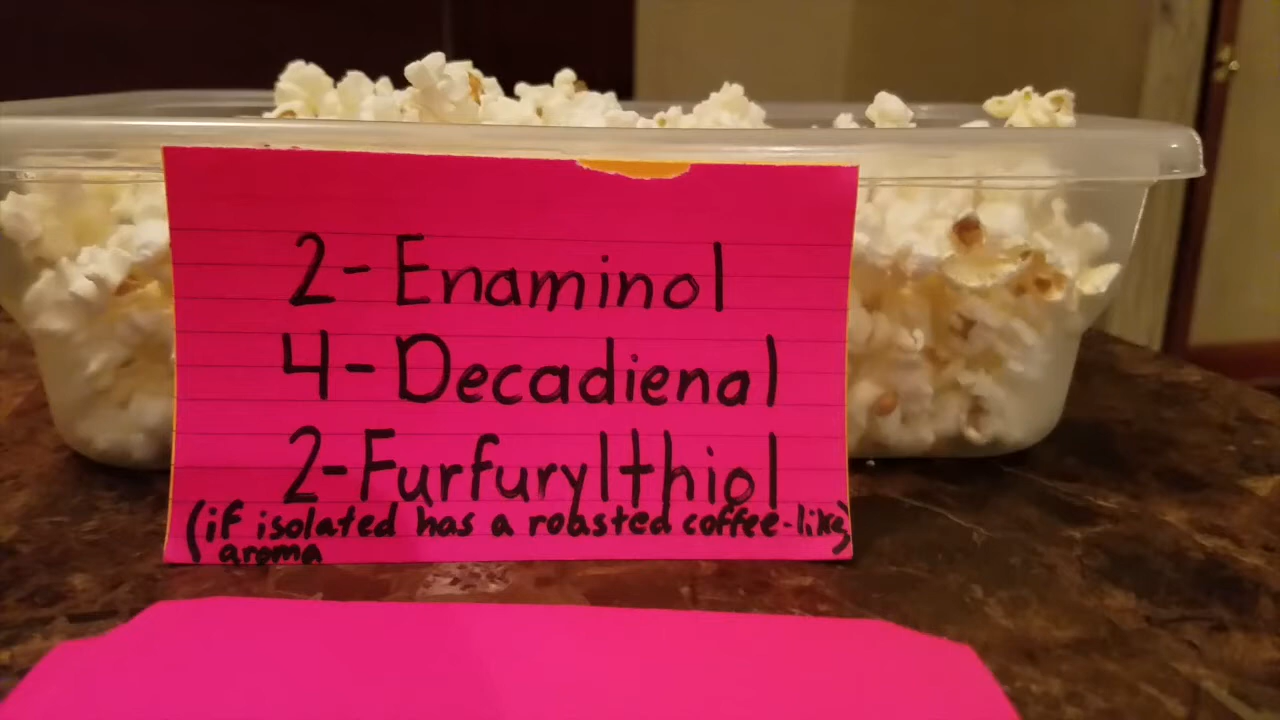 2-Enaminol
4-Decadienal
2-Furfurylthiol
(if isolated has a roasted coffee-like)
aroma